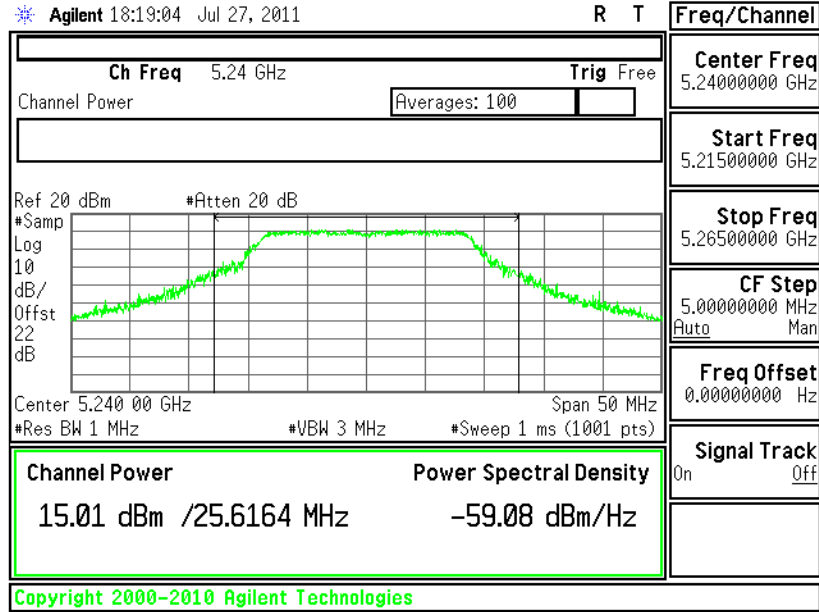 Agilent 18:19:04 Jul 27, 2011 R T
Ch Freq 5.24 GHz Trig Free
Channel Power Averages: 100
Ref 20 dBm #Atten 20 dB
#Samp
Log
10
dB/
Offst
22
dB
Center 5.240 00 GHz Span 50 MHz
#Res BW 1 MHz #VBW 3 MHz #Sweep 1 ms (1001 pts)
Channel Power Power Spectral Density
15.01 dBm /25.6164 MHz -59.08 dBm/Hz
Copyright 2000-2010 Agilent Technologies
Freq/Channel
Center Freq
5.24000000 GHz
Start Freq
5.21500000 GHz
Stop Freq
5.26500000 GHz
CF Step
5.00000000 MHz
Auto Man
Freq Offset
0.00000000 Hz
Signal Track
On Off